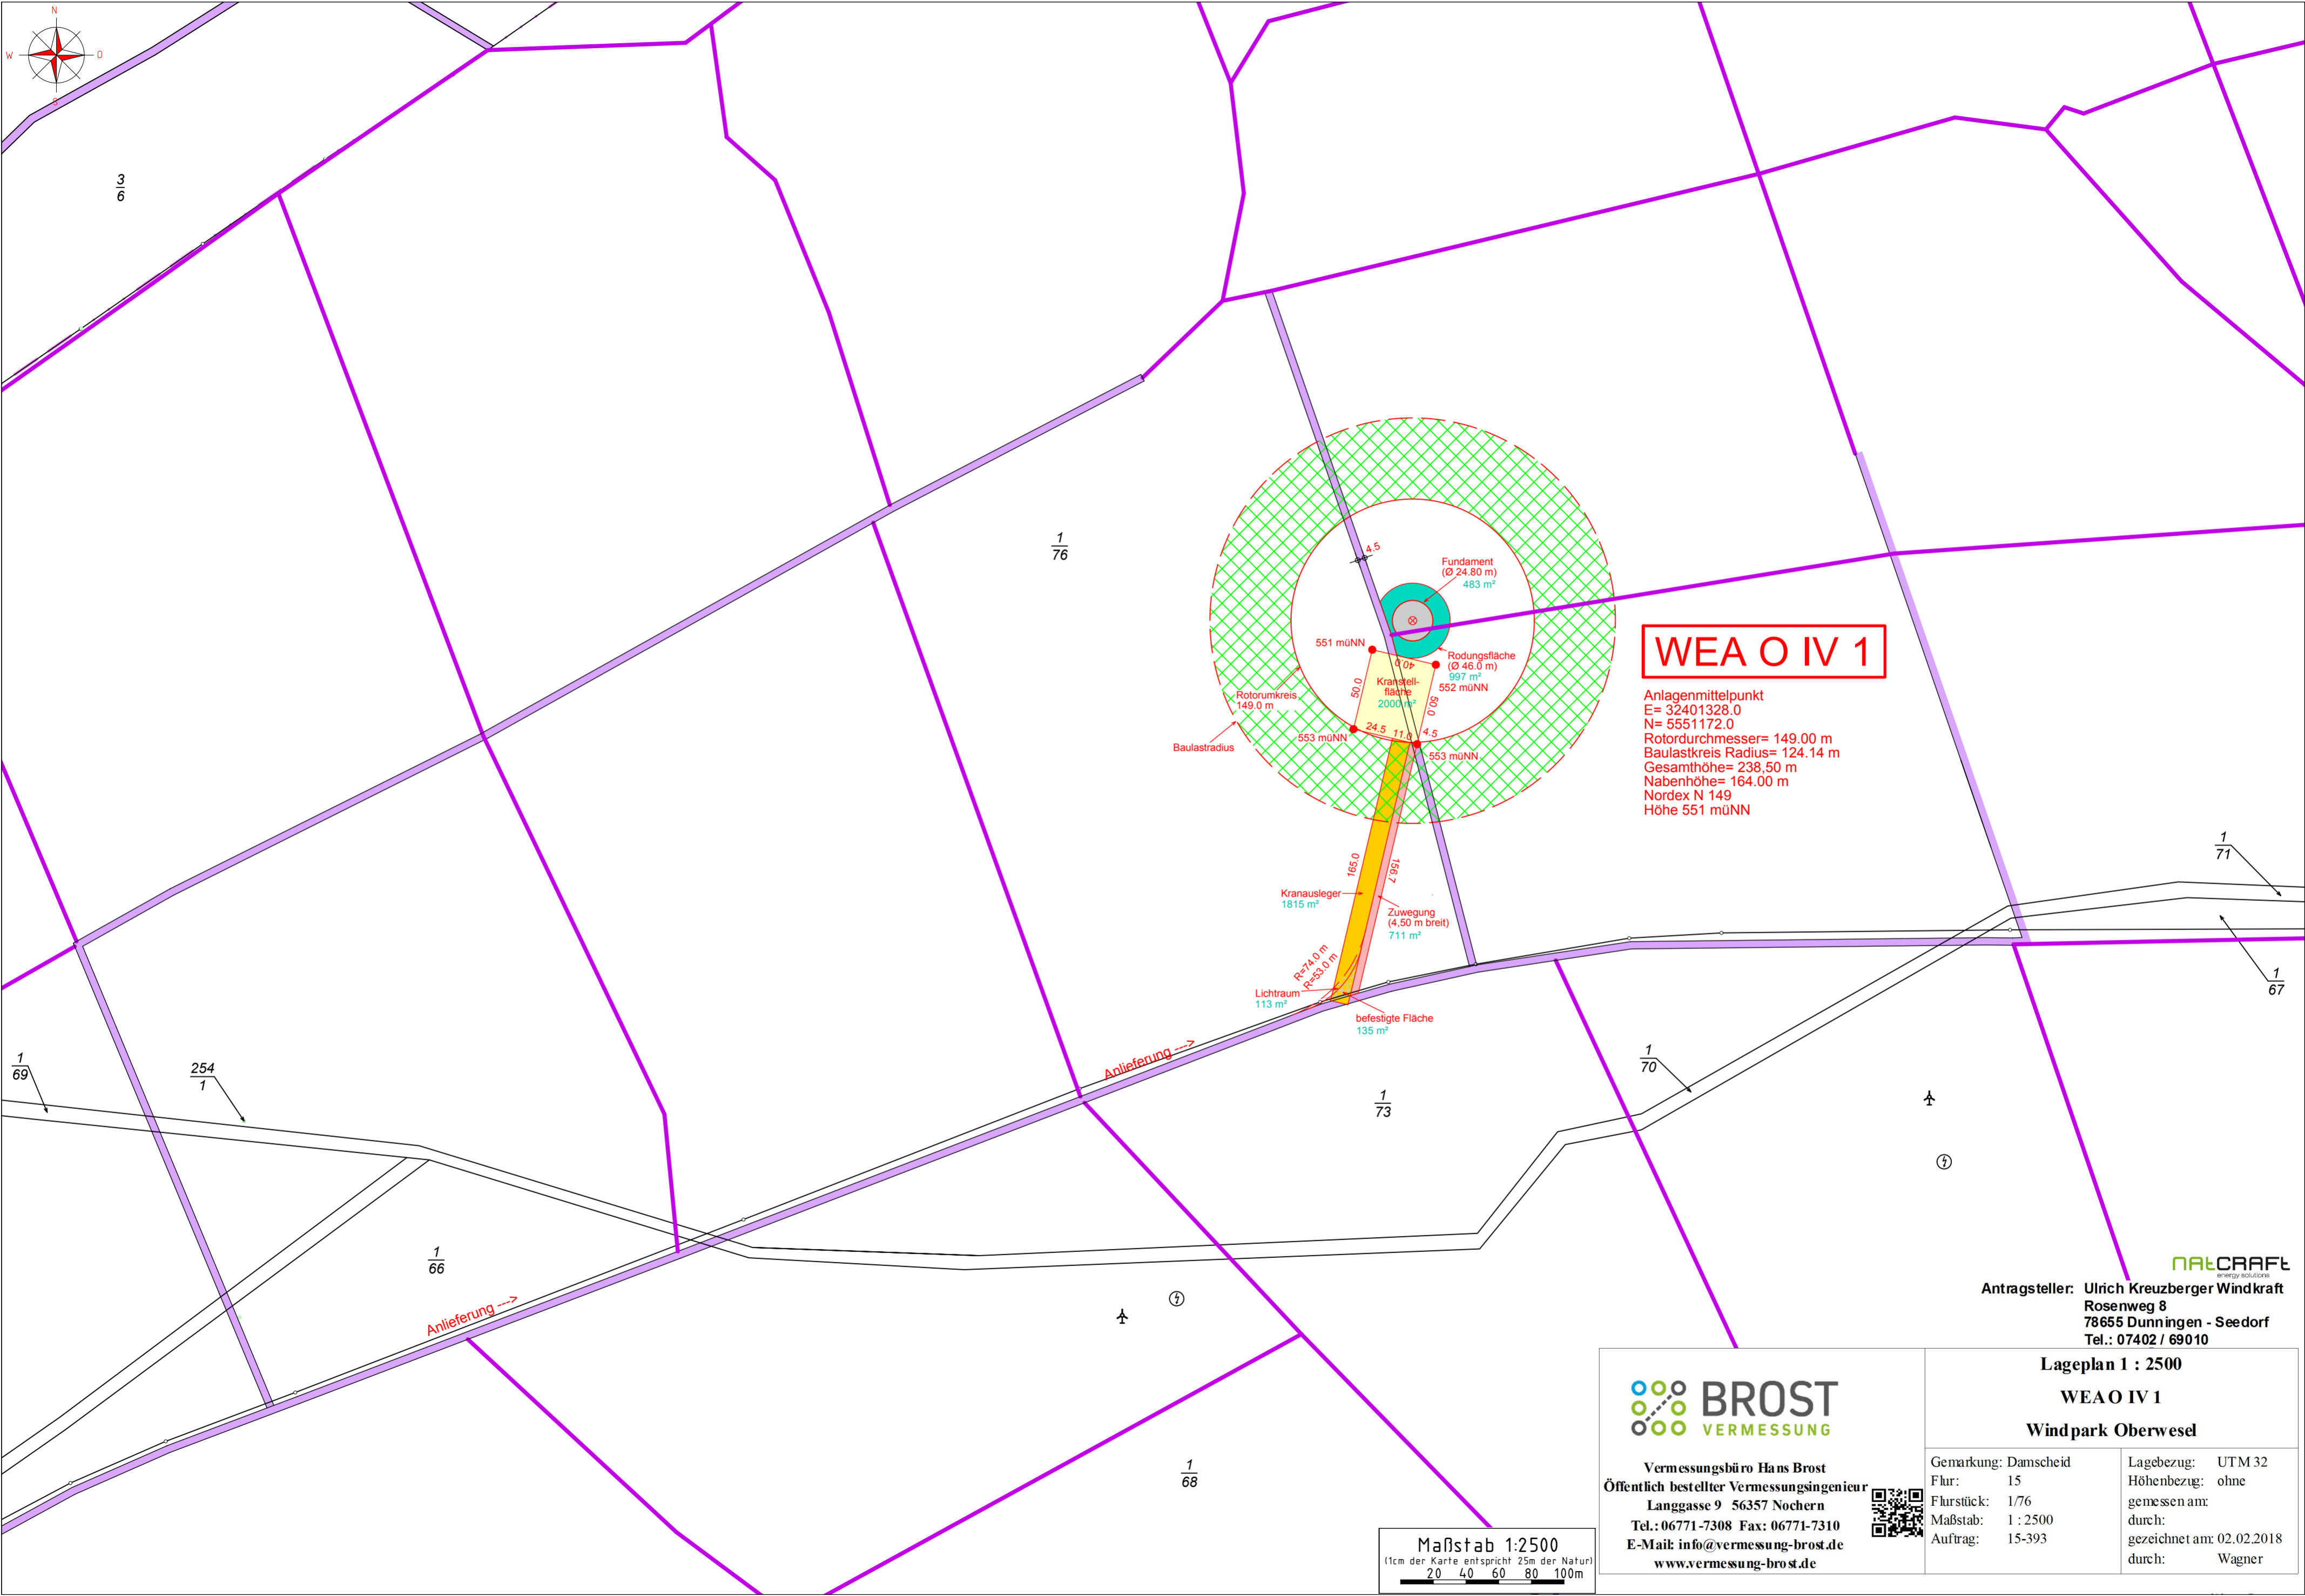 N
W
O
S
3
6
1
76
4.5
Fundament
(Ø 24.80 m)
483 m²
551 müNN
40.0
Rodungsfläche
(Ø 46.0 m)
997 m²
552 müNN
Kranstell-
fläche
2000 m²
50.0
50.0
Rotorumkreis
149.0 m
24.5
11.0
4.5
553 müNN
553 müNN
Baulastradius
WEA O IV 1
Anlagenmittelpunkt
E= 32401328.0
N= 5551172.0
Rotordurchmesser= 149.00 m
Baulastkreis Radius= 124.14 m
Gesamthöhe= 238,50 m
Nabenhöhe= 164.00 m
Nordex N 149
Höhe 551 müNN
1
71
165.0
156.7
Kranausleger
1815 m²
Zuwegung
(4,50 m breit)
711 m²
R=74.0 m
R=53.0 m
Lichtraum
113 m²
befestigte Fläche
135 m²
1
67
Anlieferung --->
1
69
254
1
1
70
1
73
1
66
Anlieferung --->
1
68
natCRAFt
energy solutions
Antragsteller: Ulrich Kreuzberger Windkraft
Rosenweg 8
78655 Dunningen - Seedorf
Tel.: 07402 / 69010
BROST
VERMESSUNG
Vermessungsbüro Hans Brost
Öffentlich bestellter Vermessungsingenieur
Langgasse 9 56357 Nochern
Tel.: 06771-7308 Fax: 06771-7310
E-Mail: info@vermessung-brost.de
www.vermessung-brost.de
Lageplan 1 : 2500
WEA O IV 1
Windpark Oberwesel
Gemarkung: Damscheid
Flur: 15
Flurstück: 1/76
Maßstab: 1 : 2500
Auftrag: 15-393
Lagebezug: UTM 32
Höhenbezug: ohne
gemessen am:
durch:
gezeichnet am: 02.02.2018
durch: Wagner
Maßstab 1:2500
(1cm der Karte entspricht 25m der Natur)
20 40 60 80 100m